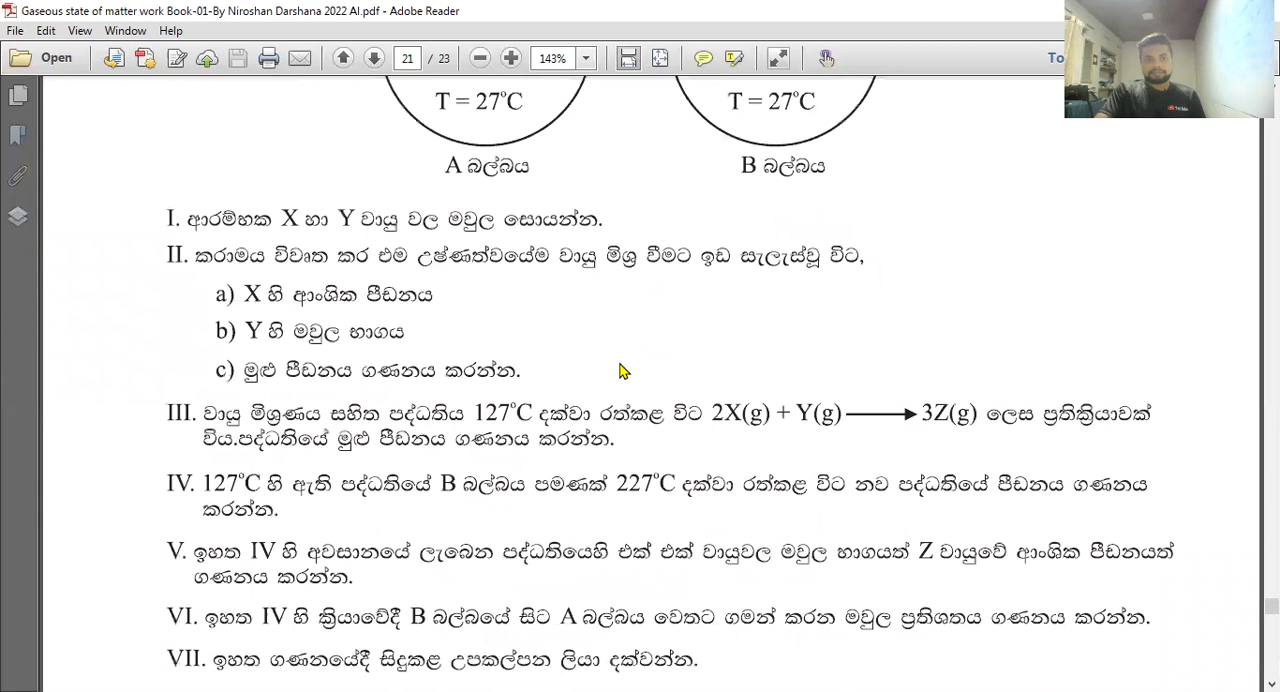 Gaseous state of matter work Book-01-By Niroshan Darshana 2022 Al.pdf - Adobe Reader
File Edit View Window Help
Open 21 / 23 143% To
T = 27°C T = 27°C
A බල්බය B බල්බය
I. ආරම්භක X හා Y වායු වල මවුල සොයන්න.
II. කරාමය විවෘත කර එම උෂ්ණත්වයේම වායු මිශ්‍ර වීමට ඉඩ සැලැස්වූ විට,
a) X හි ආංශික පීඩනය
b) Y හි මවුල භාගය
c) මුළු පීඩනය ගණනය කරන්න.
III. වායු මිශ්‍රණය සහිත පද්ධතිය 127°C දක්වා රත්කළ විට 2X(g) + Y(g) ⟶ 3Z(g) ලෙස ප්‍රතික්‍රියාවක්
විය.පද්ධතියේ මුළු පීඩනය ගණනය කරන්න.
IV. 127°C හි ඇති පද්ධතියේ B බල්බය පමණක් 227°C දක්වා රත්කළ විට නව පද්ධතියේ පීඩනය ගණනය
කරන්න.
V. ඉහත IV හි අවසානයේ ලැබෙන පද්ධතියෙහි එක් එක් වායුවල මවුල භාගයත් Z වායුවේ ආංශික පීඩනයත්
ගණනය කරන්න.
VI. ඉහත IV හි ක්‍රියාවේදී B බල්බයේ සිට A බල්බය වෙතට ගමන් කරන මවුල ප්‍රතිශතය ගණනය කරන්න.
VII. ඉහත ගණනයේදී සිදුකළ උපකල්පන ලියා දක්වන්න.